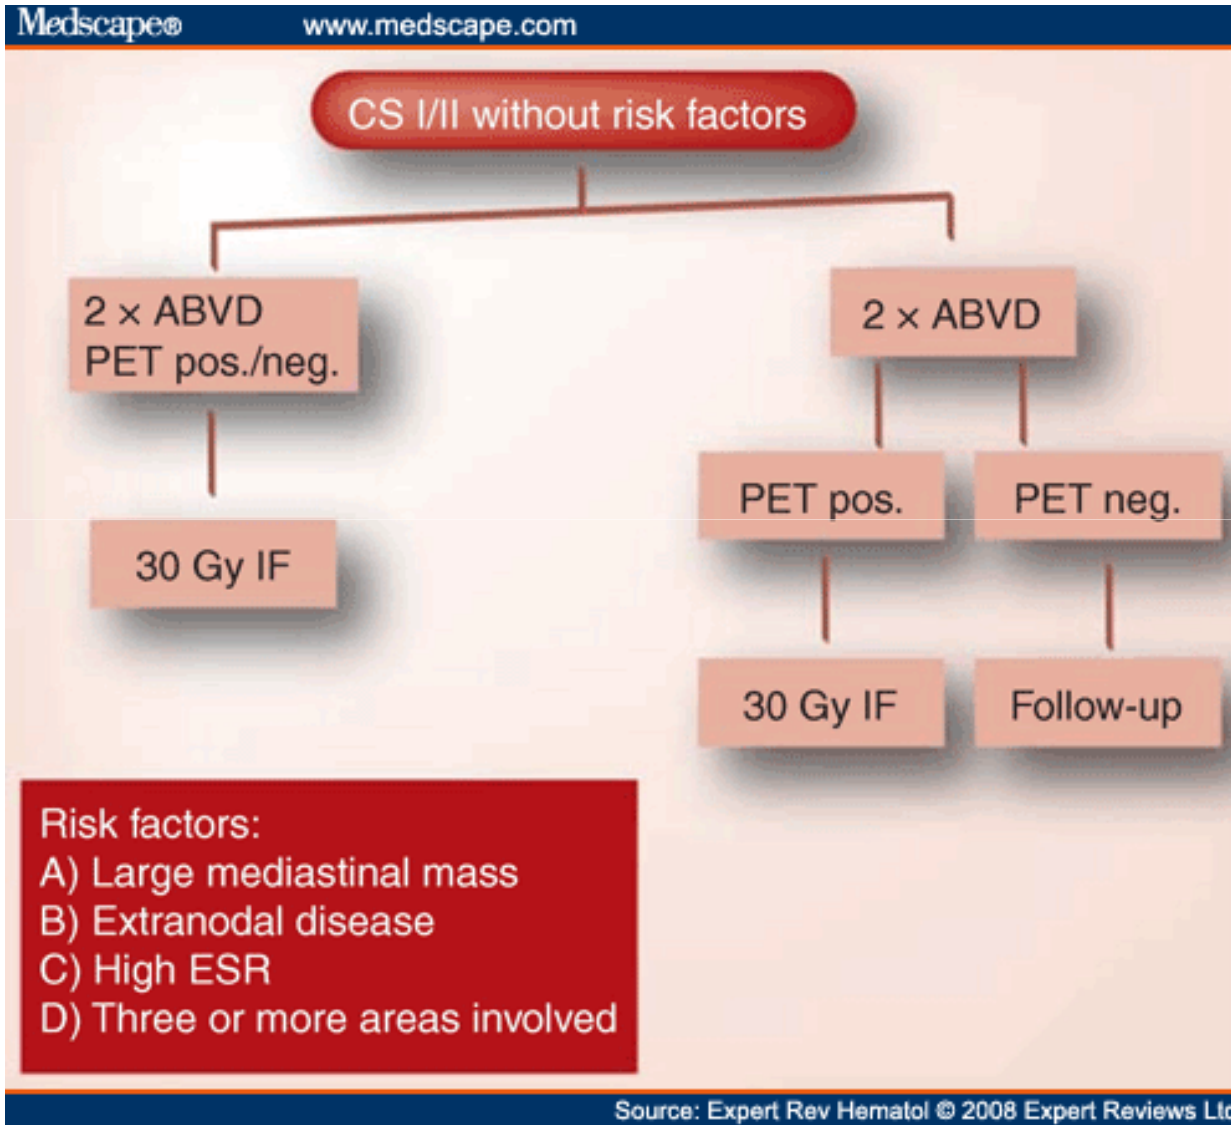 Medscape® www.medscape.com
CS I/II without risk factors
2 × ABVD
PET pos./neg.
30 Gy IF
2 × ABVD
PET pos.
PET neg.
30 Gy IF
Follow-up
Risk factors:
A) Large mediastinal mass
B) Extranodal disease
C) High ESR
D) Three or more areas involved
Source: Expert Rev Hematol © 2008 Expert Reviews Ltd